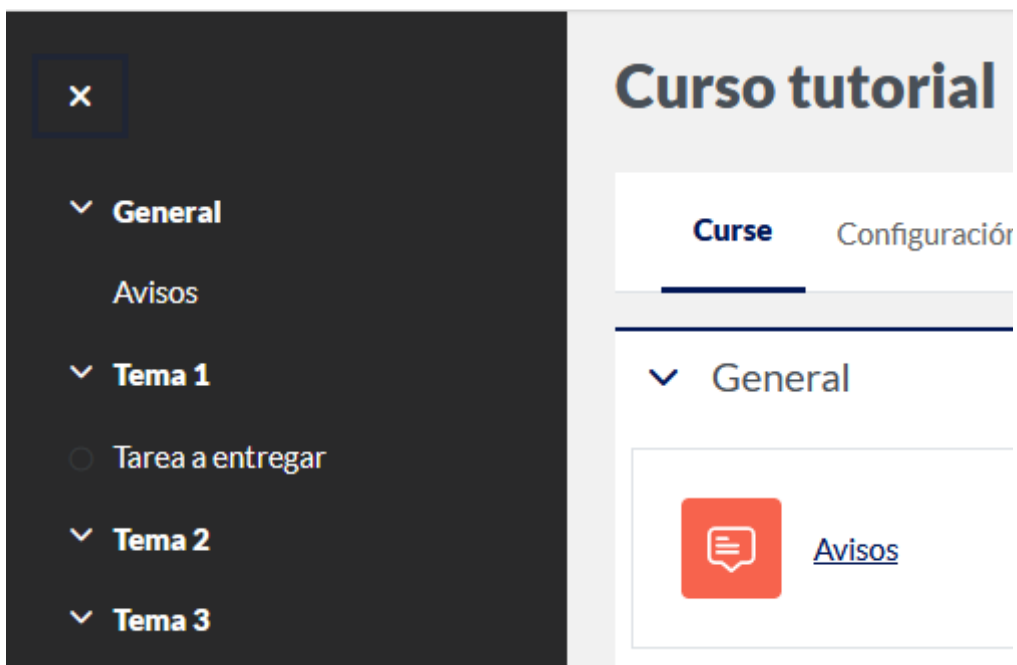 General
Avisos
Tema 1
Tarea a entregar
Tema 2
Tema 3
Curso tutorial
Curse
Configuración
General
Avisos